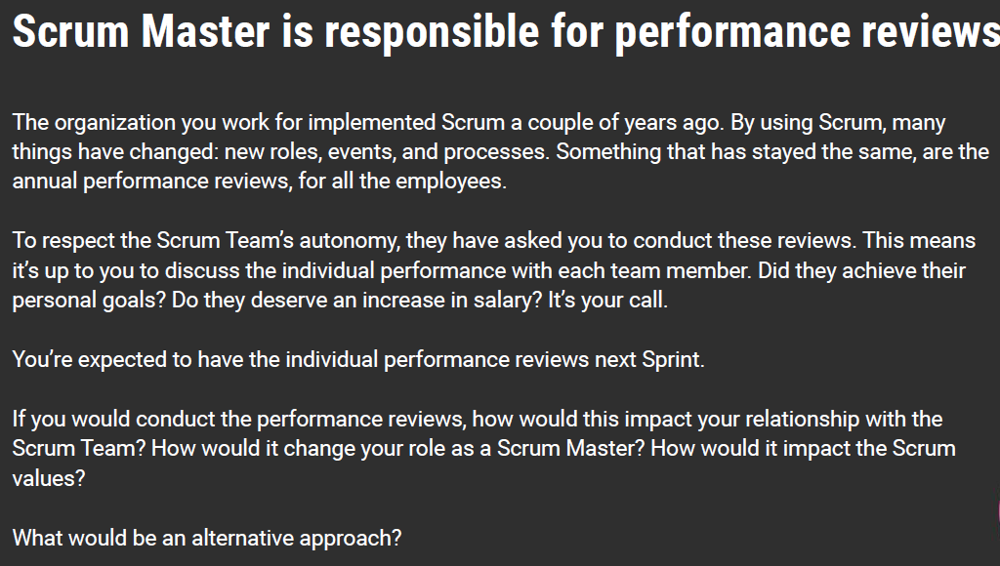 Scrum Master is responsible for performance reviews
The organization you work for implemented Scrum a couple of years ago. By using Scrum, many
things have changed: new roles, events, and processes. Something that has stayed the same, are the
annual performance reviews, for all the employees.
To respect the Scrum Team’s autonomy, they have asked you to conduct these reviews. This means
it’s up to you to discuss the individual performance with each team member. Did they achieve their
personal goals? Do they deserve an increase in salary? It’s your call.
You’re expected to have the individual performance reviews next Sprint.
If you would conduct the performance reviews, how would this impact your relationship with the
Scrum Team? How would it change your role as a Scrum Master? How would it impact the Scrum
values?
What would be an alternative approach?